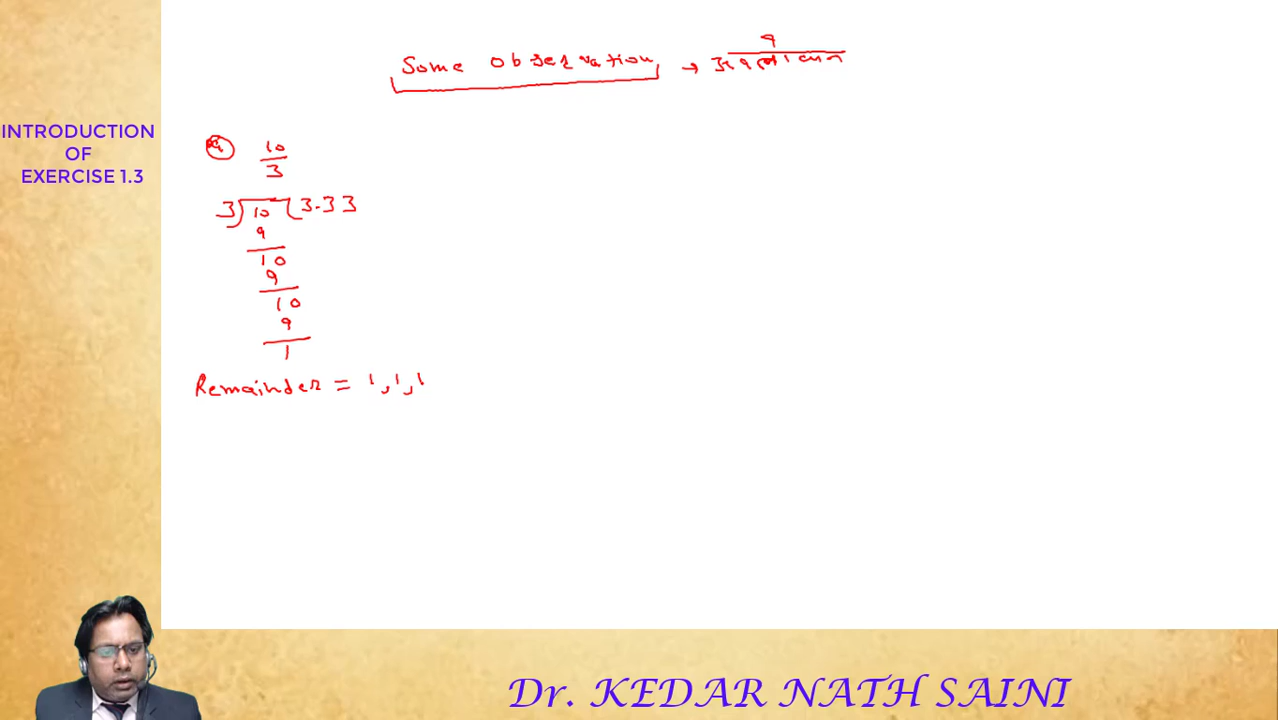 Some observation → अवलोकन
INTRODUCTION
OF
EXERCISE 1.3
10
3
3) 10 ( 3.33
9
10
9
10
9
1
Remainder = 1, 1, 1
Dr. KEDAR NATH SAINI